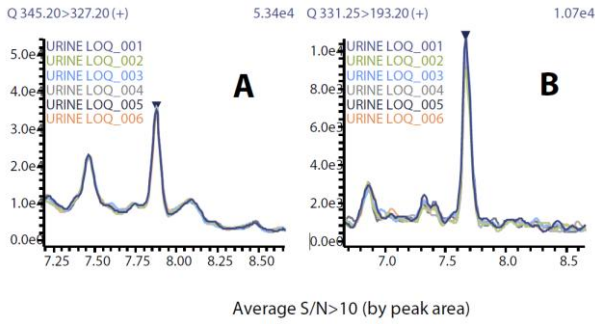 Q 345.20>327.20 (+) 5.34e4
5.0e
4.0e
3.0e
2.0e
1.0e
0.0e
URINE LOQ_001
URINE LOQ_002
URINE LOQ_003
URINE LOQ_004
URINE LOQ_005
URINE LOQ_006
A
7.25 7.50 7.75 8.00 8.25 8.50
Q 331.25>193.20 (+) 1.07e4
1.0e
8.0e
6.0e
4.0e
2.0e
0.0e
URINE LOQ_001
URINE LOQ_002
URINE LOQ_003
URINE LOQ_004
URINE LOQ_005
URINE LOQ_006
B
7.0 7.5 8.0 8.5
Average S/N>10 (by peak area)